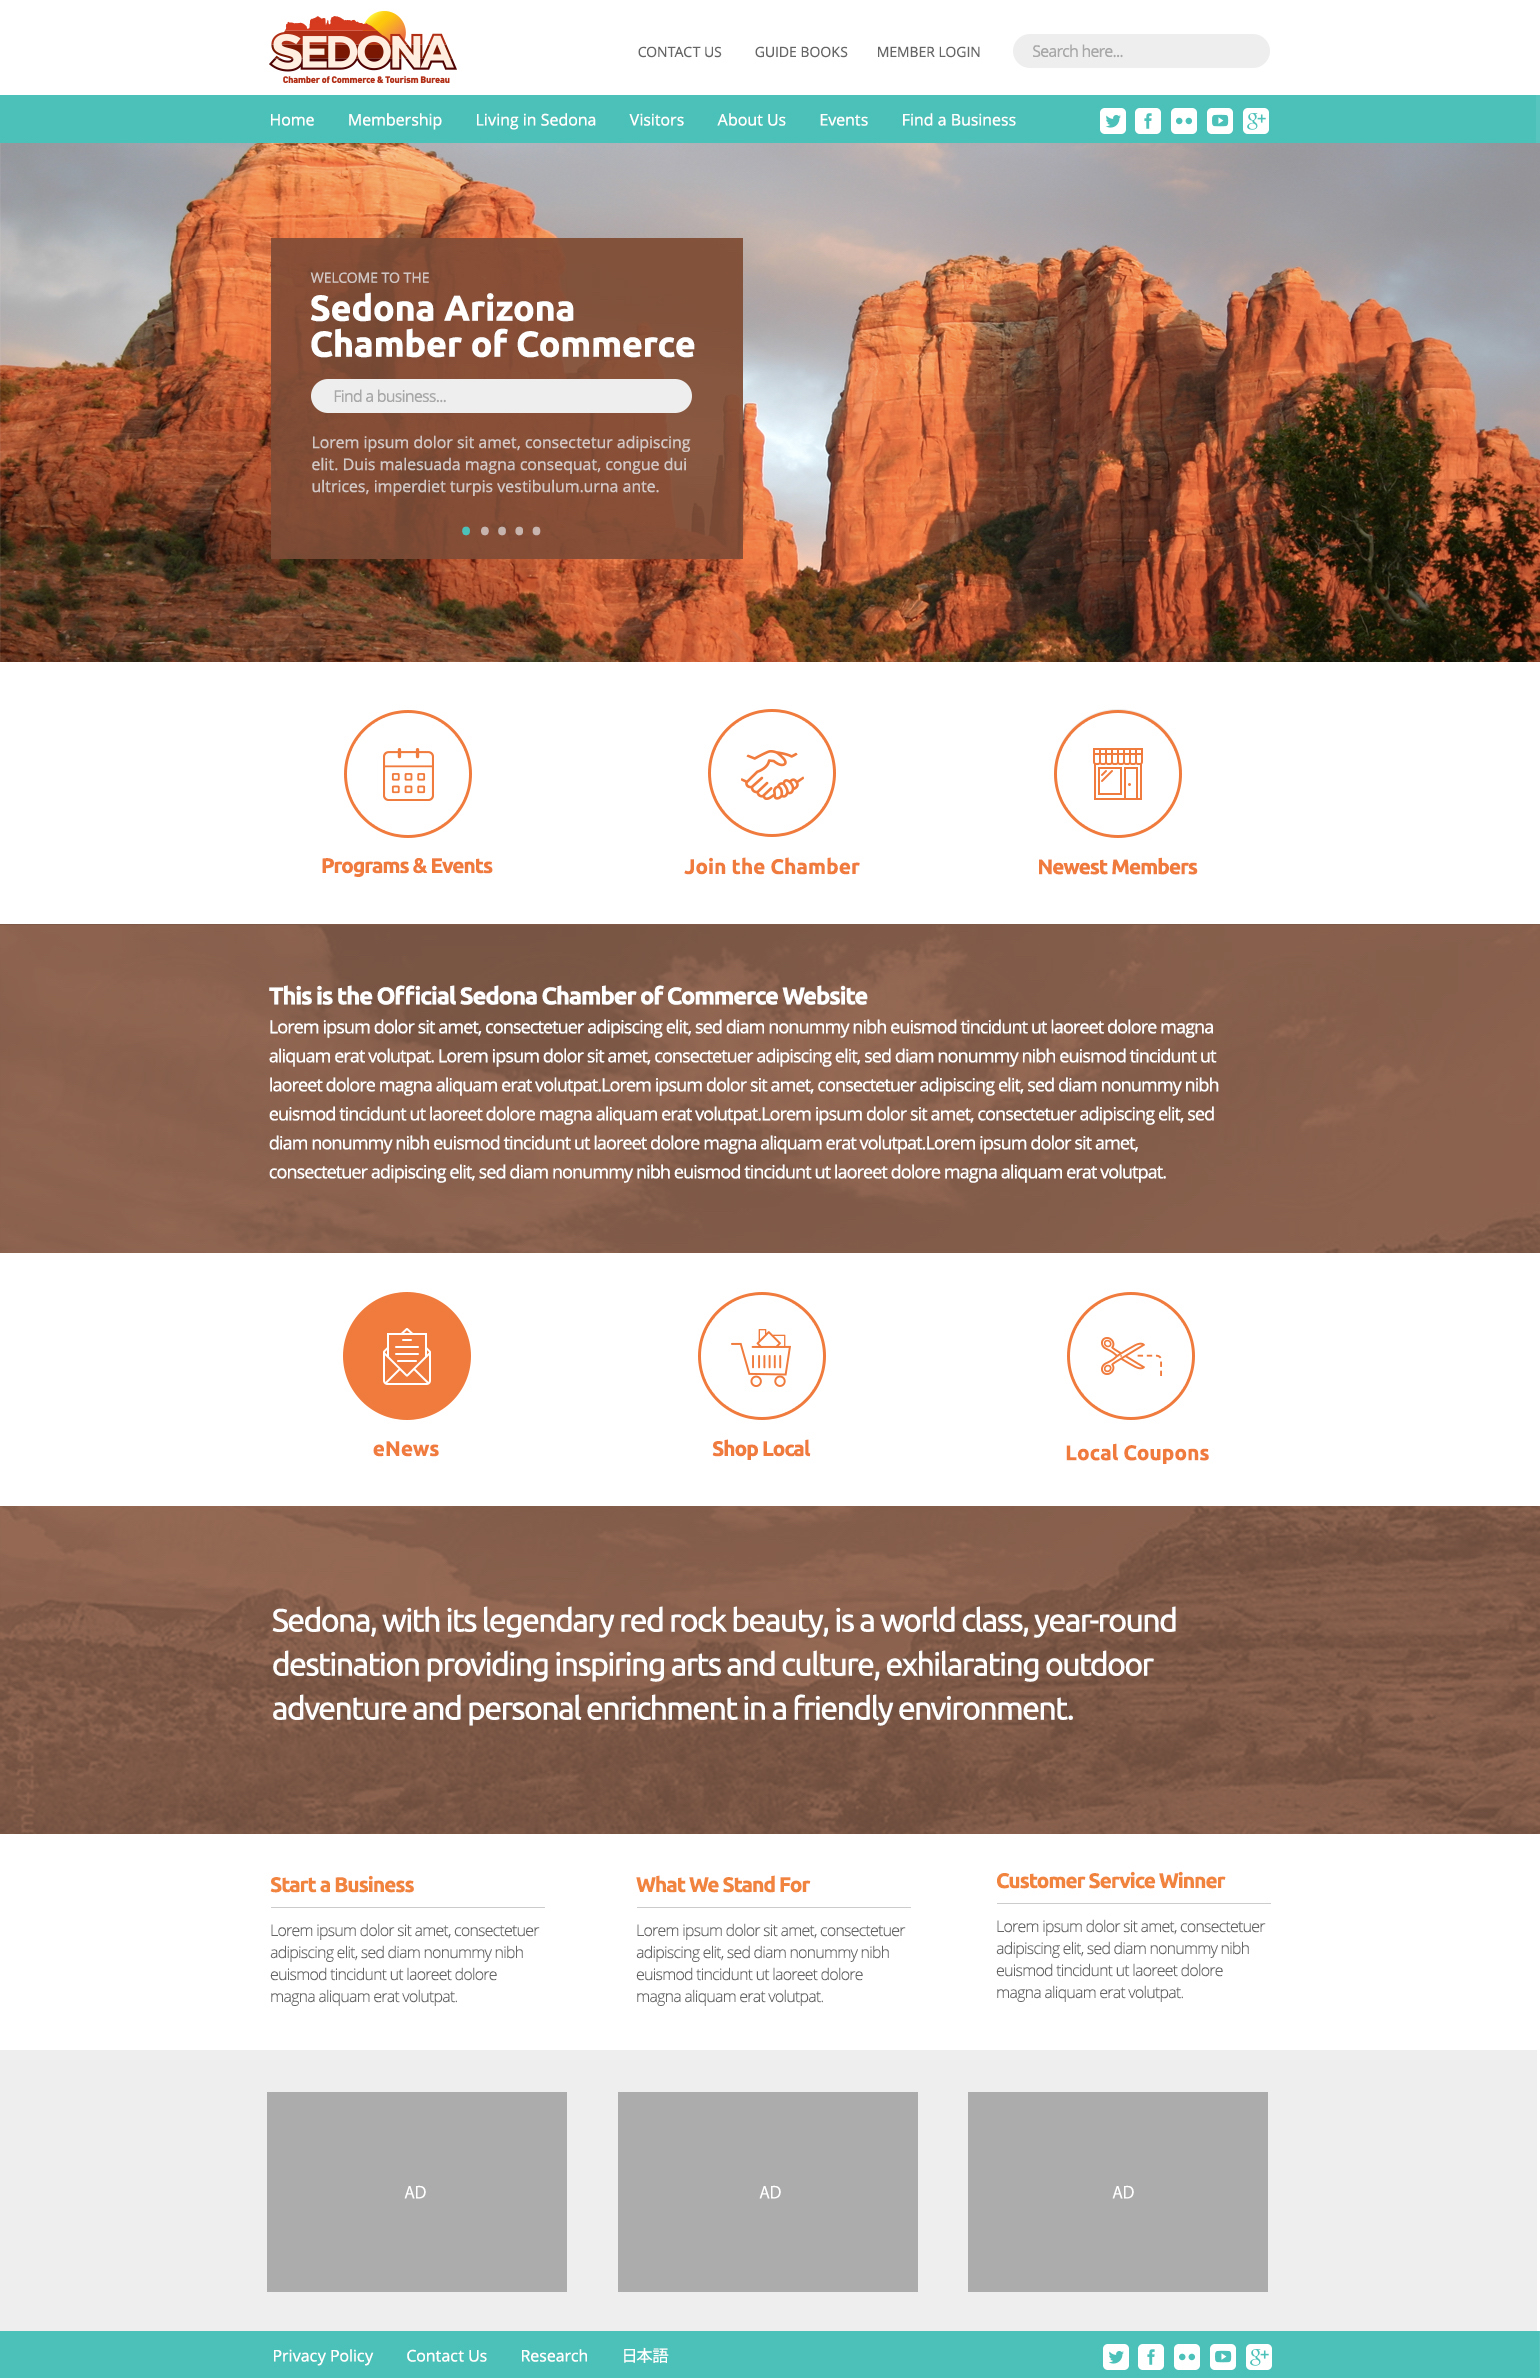 SEDONA
Chamber of Commerce & Tourism Bureau
CONTACT US
GUIDE BOOKS
MEMBER LOGIN
Search here...
Home
Membership
Living in Sedona
Visitors
About Us
Events
Find a Business
WELCOME TO THE
Sedona Arizona
Chamber of Commerce
Find a business...
Lorem ipsum dolor sit amet, consectetur adipiscing
elit. Duis malesuada magna consequat, congue dui
ultrices, imperdiet turpis vestibulum.urna ante.
Programs & Events
Join the Chamber
Newest Members
This is the Official Sedona Chamber of Commerce Website
Lorem ipsum dolor sit amet, consectetuer adipiscing elit, sed diam nonummy nibh euismod tincidunt ut laoreet dolore magna
aliquam erat volutpat. Lorem ipsum dolor sit amet, consectetuer adipiscing elit, sed diam nonummy nibh euismod tincidunt ut
laoreet dolore magna aliquam erat volutpat.Lorem ipsum dolor sit amet, consectetuer adipiscing elit, sed diam nonummy nibh
euismod tincidunt ut laoreet dolore magna aliquam erat volutpat.Lorem ipsum dolor sit amet, consectetuer adipiscing elit, sed
diam nonummy nibh euismod tincidunt ut laoreet dolore magna aliquam erat volutpat.Lorem ipsum dolor sit amet,
consectetuer adipiscing elit, sed diam nonummy nibh euismod tincidunt ut laoreet dolore magna aliquam erat volutpat.
eNews
Shop Local
Local Coupons
Sedona, with its legendary red rock beauty, is a world class, year-round
destination providing inspiring arts and culture, exhilarating outdoor
adventure and personal enrichment in a friendly environment.
Start a Business
Lorem ipsum dolor sit amet, consectetuer
adipiscing elit, sed diam nonummy nibh
euismod tincidunt ut laoreet dolore
magna aliquam erat volutpat.
What We Stand For
Lorem ipsum dolor sit amet, consectetuer
adipiscing elit, sed diam nonummy nibh
euismod tincidunt ut laoreet dolore
magna aliquam erat volutpat.
Customer Service Winner
Lorem ipsum dolor sit amet, consectetuer
adipiscing elit, sed diam nonummy nibh
euismod tincidunt ut laoreet dolore
magna aliquam erat volutpat.
AD
AD
AD
Privacy Policy
Contact Us
Research
日本語